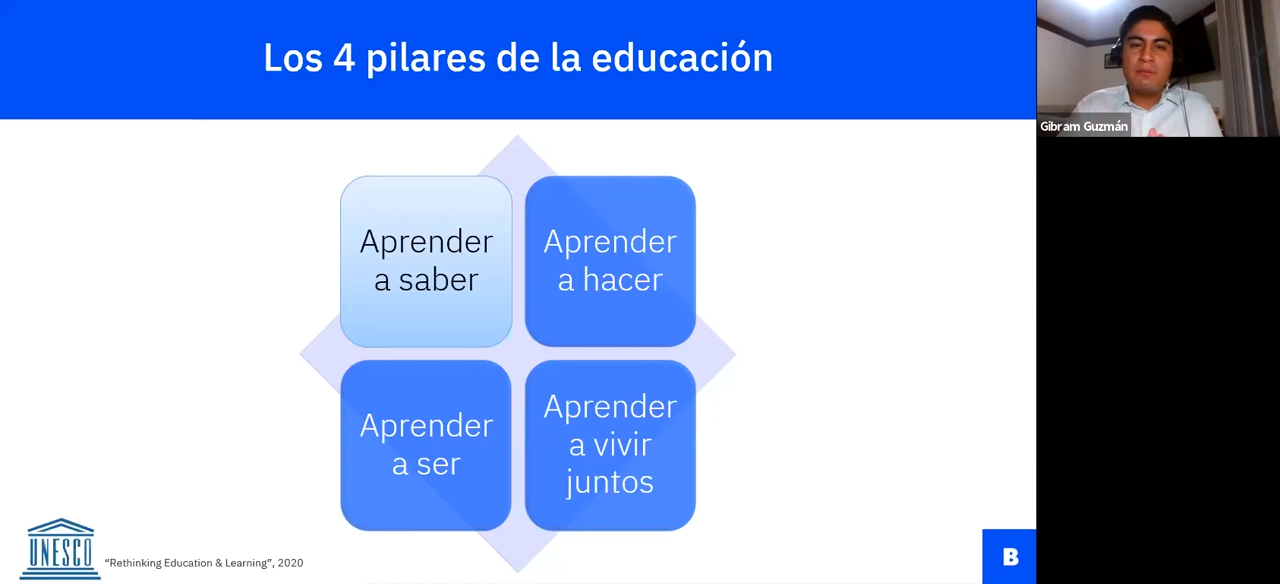 Los 4 pilares de la educación
Gibram Guzmán
Aprender
a saber
Aprender
a hacer
Aprender
a ser
Aprender
a vivir
juntos
UNESCO
“Rethinking Education & Learning”, 2020
B